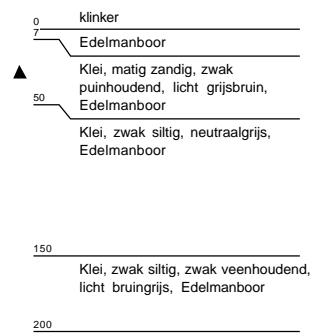 0 klinker
7 Edelmanboor
Klei, matig zandig, zwak
puinhoudend, licht grijsbruin,
Edelmanboor
50
Klei, zwak siltig, neutraalgrijs,
Edelmanboor
150
Klei, zwak siltig, zwak veenhoudend,
licht bruingrijs, Edelmanboor
200